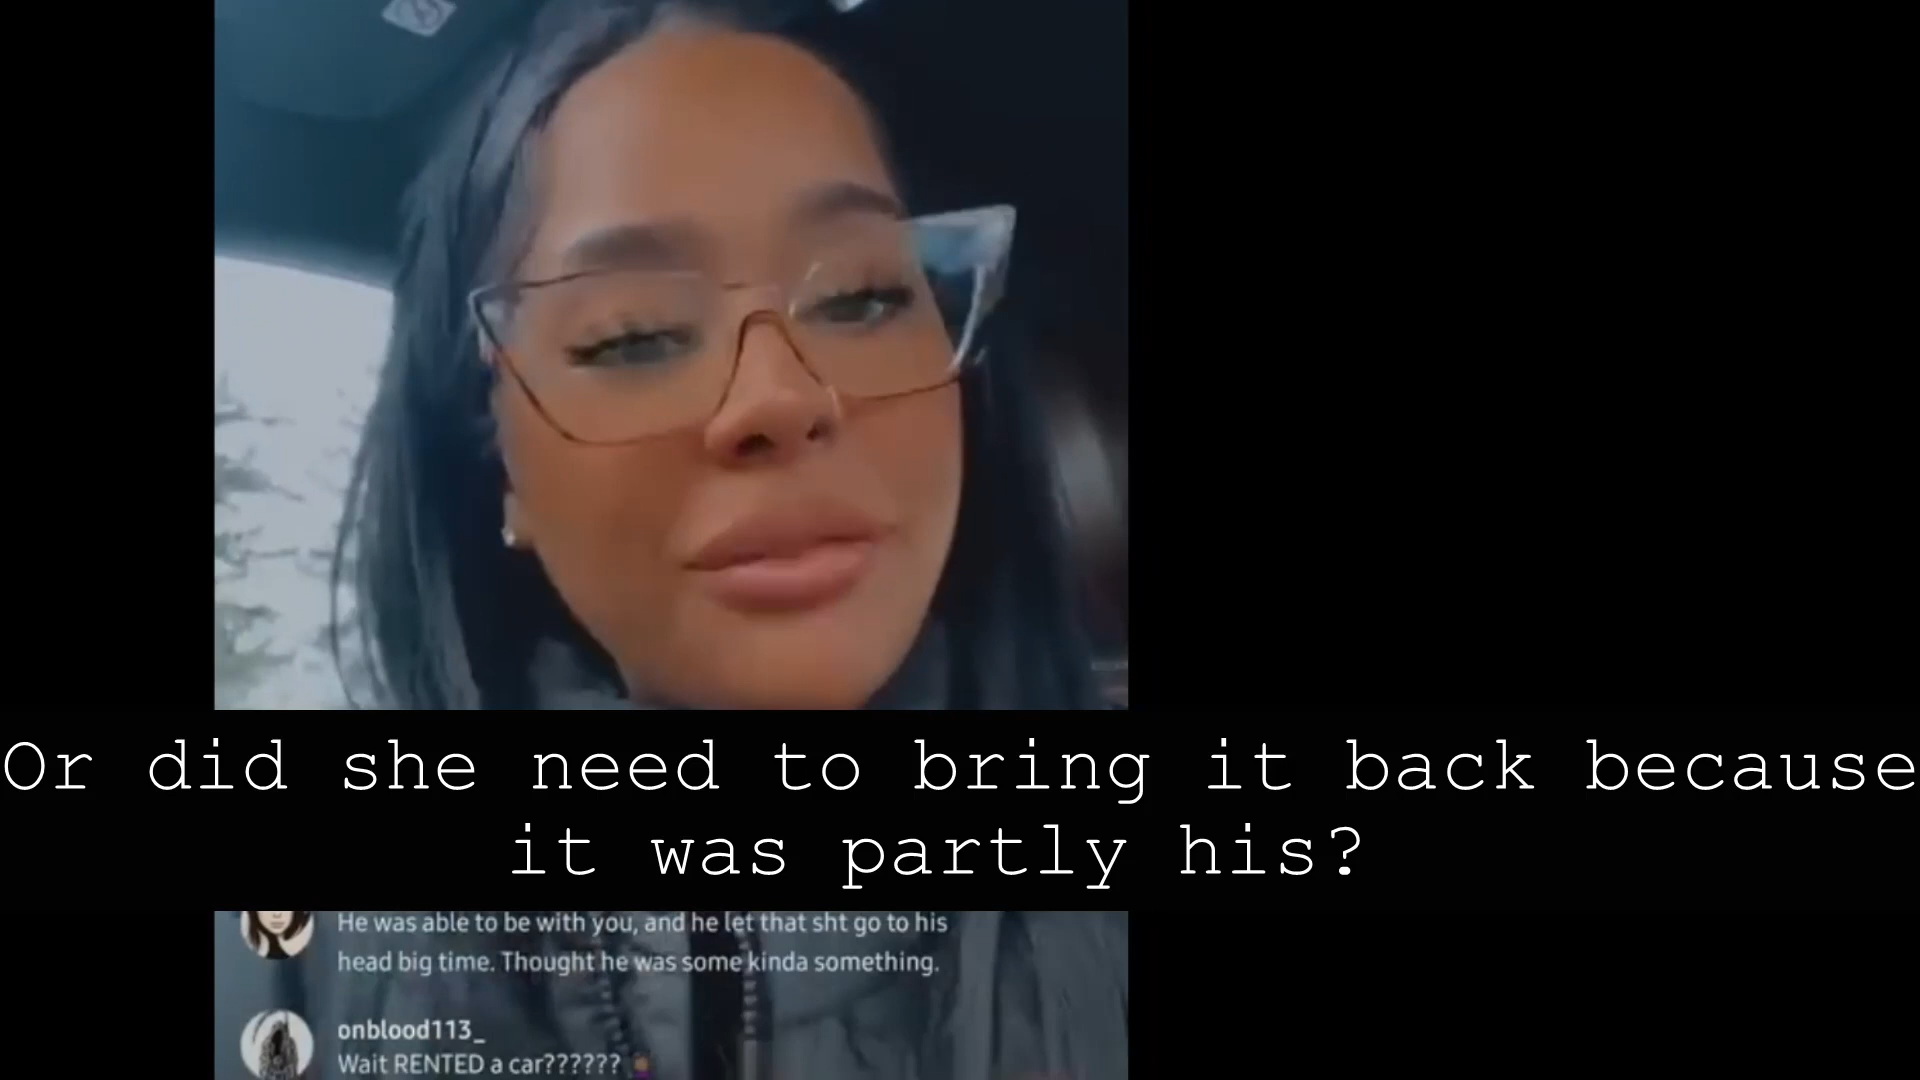 Or did she need to bring it back because
it was partly his?
He was able to be with you, and he let that sht go to his
head big time. Thought he was some kinda something.
onblood113_
Wait RENTED a car??????